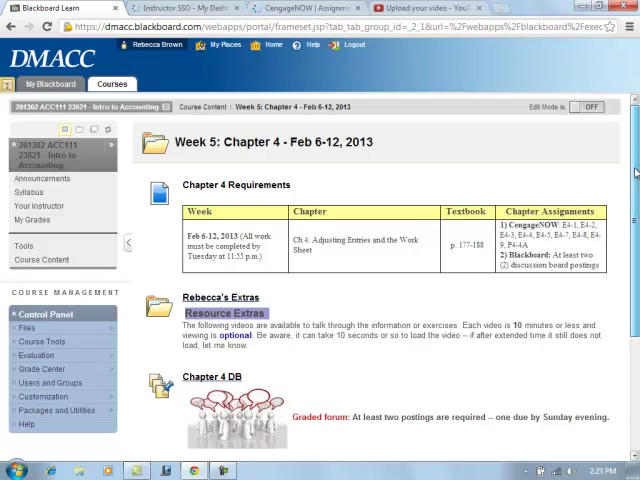 Blackboard Learn
Instructor SSO - My Dash
CengageNOW | Assignme
Upload your video - YouT
https://dmacc.blackboard.com/webapps/portal/frameset.jsp?tab_tab_group_id=_2_1&url=%2Fwebapps%2Fblackboard%2Fexec
DMACC
Rebecca Brown
My Places
Home
Help
Logout
My Blackboard
Courses
201302 ACC111 23621 - Intro to Accounting
Course Content
Week 5: Chapter 4 - Feb 6-12, 2013
Edit Mode is:
OFF
201302 ACC111
23621 - Intro to
Accounting
Announcements
Syllabus
Your Instructor
My Grades
Tools
Course Content
COURSE MANAGEMENT
Control Panel
Files
Course Tools
Evaluation
Grade Center
Users and Groups
Customization
Packages and Utilities
Help
Week 5: Chapter 4 - Feb 6-12, 2013
Chapter 4 Requirements
Week
Chapter
Textbook
Chapter Assignments
Feb 6-12, 2013 (All work
must be completed by
Tuesday at 11:55 p.m.)
Ch 4: Adjusting Entries and the Work
Sheet
p. 177-188
1) CengageNOW: E4-1, E4-2,
E4-3, E4-4, E4-5, E4-7, E4-8, E4-
9, P4-4A
2) Blackboard: At least two
(2) discussion board postings
Rebecca's Extras
Resource Extras
The following videos are available to talk through the information or exercises. Each video is 10 minutes or less and
viewing is optional. Be aware, it can take 10 seconds or so to load the video -- if after extended time it still does not
load, let me know.
Chapter 4 DB
Graded forum: At least two postings are required -- one due by Sunday evening.
2:23 PM